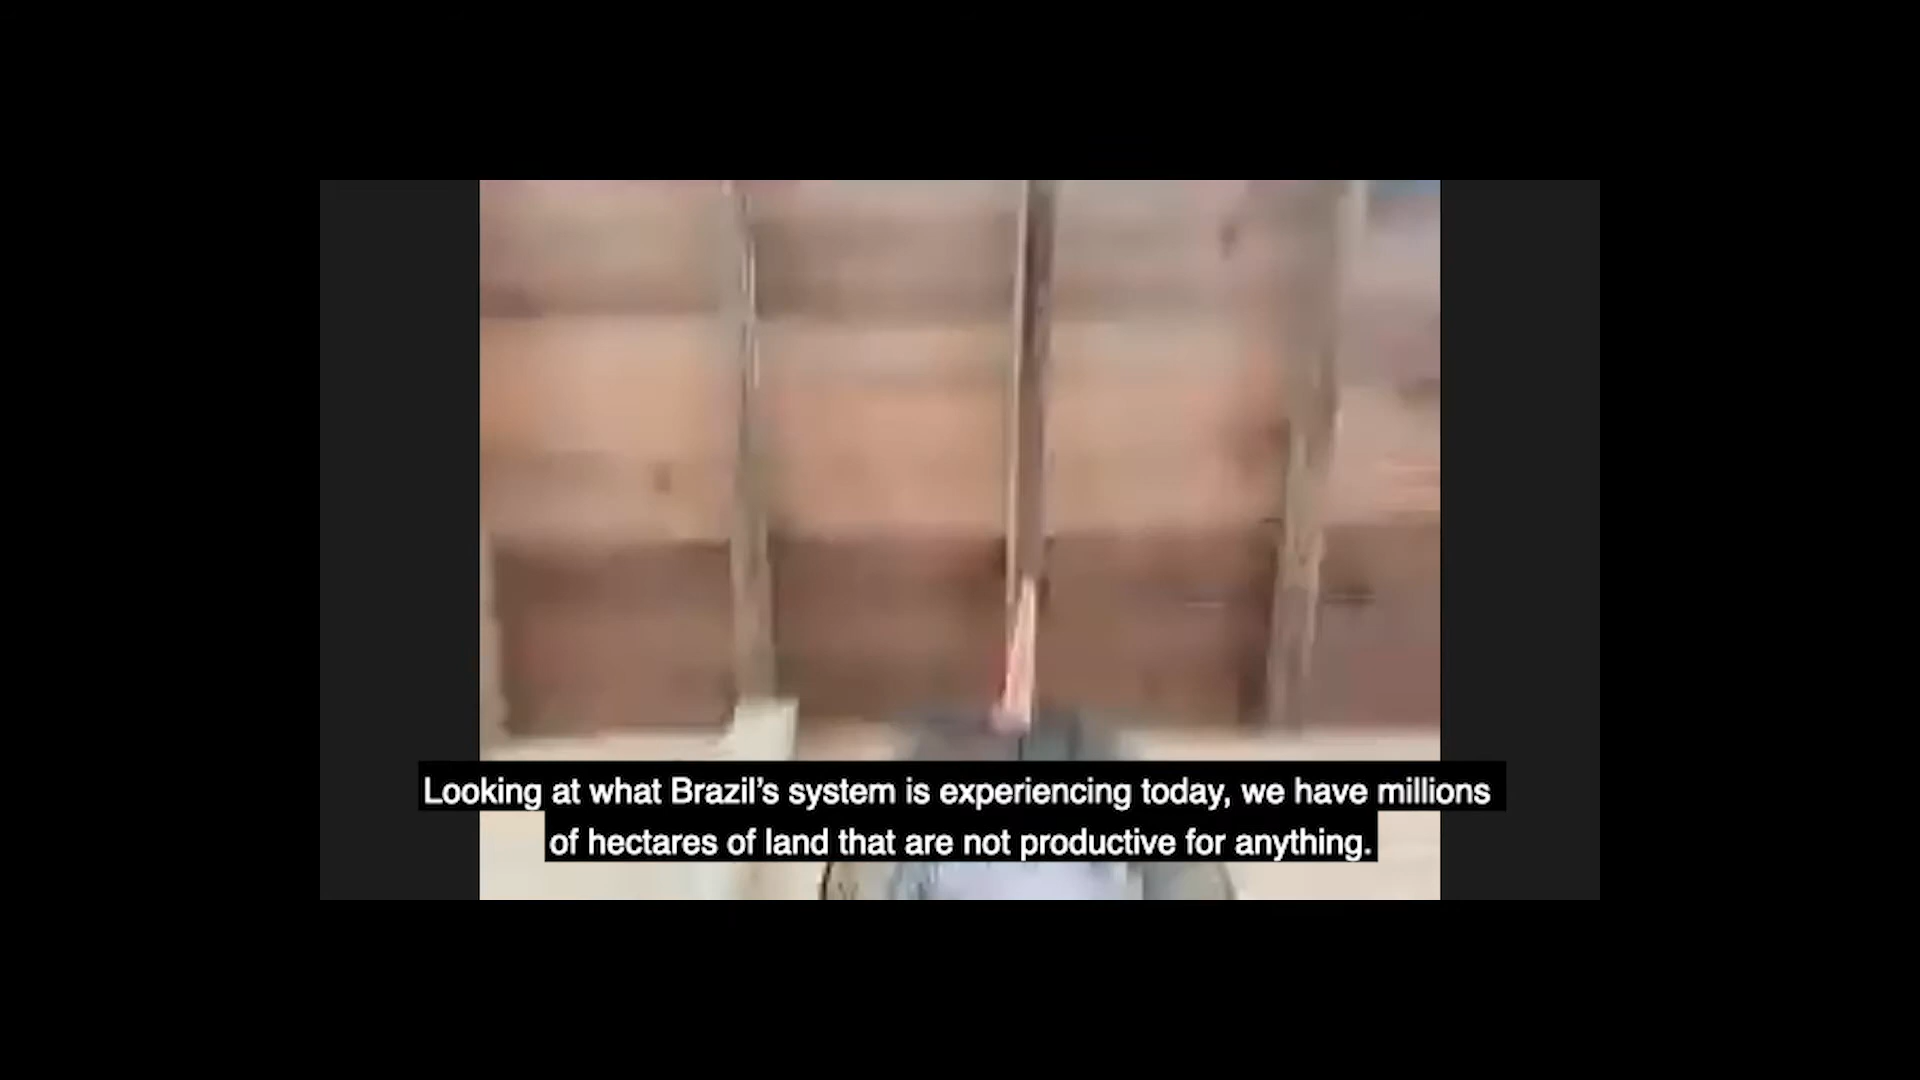 Looking at what Brazil's system is experiencing today, we have millions
of hectares of land that are not productive for anything.